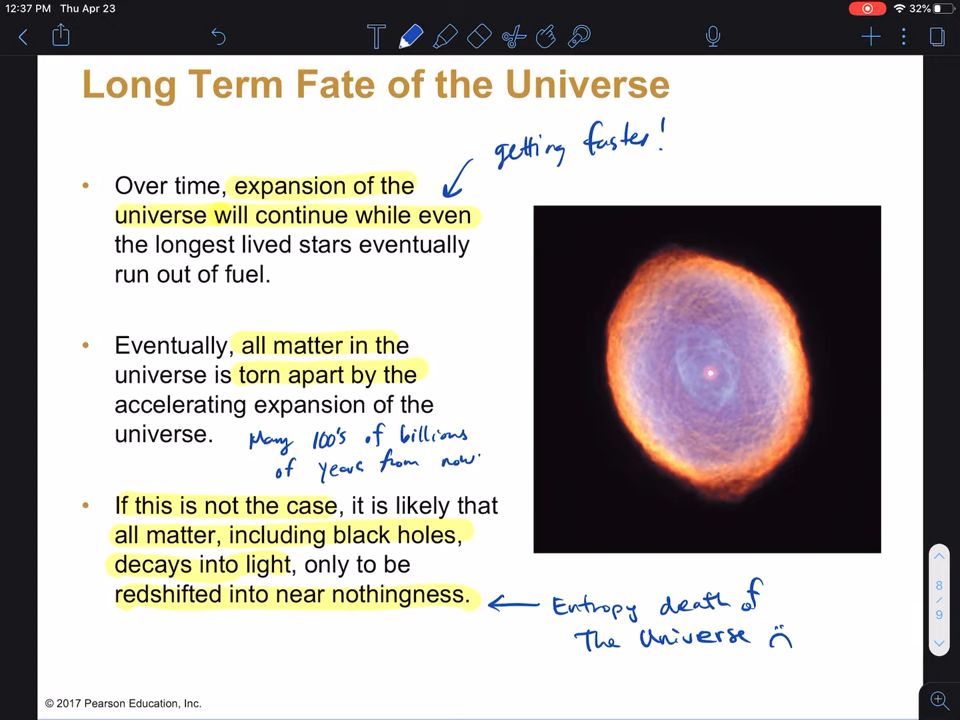 12:37 PM Thu Apr 23
32%
Long Term Fate of the Universe
getting faster!
• Over time, expansion of the
universe will continue while even
the longest lived stars eventually
run out of fuel.
• Eventually, all matter in the
universe is torn apart by the
accelerating expansion of the
universe.
Many 100's of billions
of years from now.
• If this is not the case, it is likely that
all matter, including black holes,
decays into light, only to be
redshifted into near nothingness.
Entropy death of
The Universe
8
/
9
© 2017 Pearson Education, Inc.